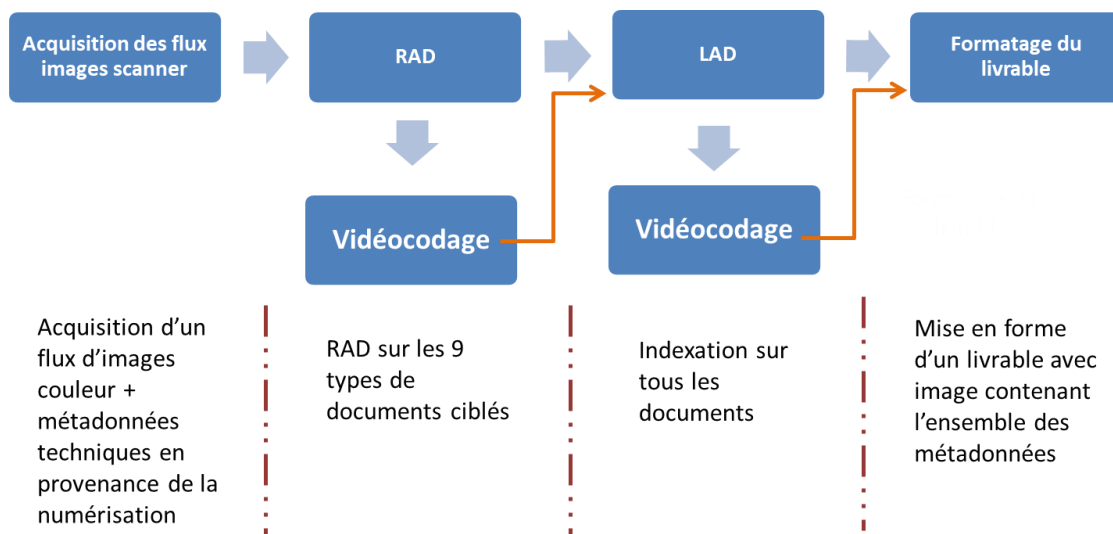 Acquisition des flux
images scanner
RAD
LAD
Formatage du
livrable
Vidéocodage
Vidéocodage
Acquisition d’un
flux d’images
couleur +
métadonnées
techniques en
provenance de la
numérisation
RAD sur les 9
types de
documents ciblés
Indexation sur
tous les
documents
Mise en forme
d’un livrable avec
image contenant
l’ensemble des
métadonnées